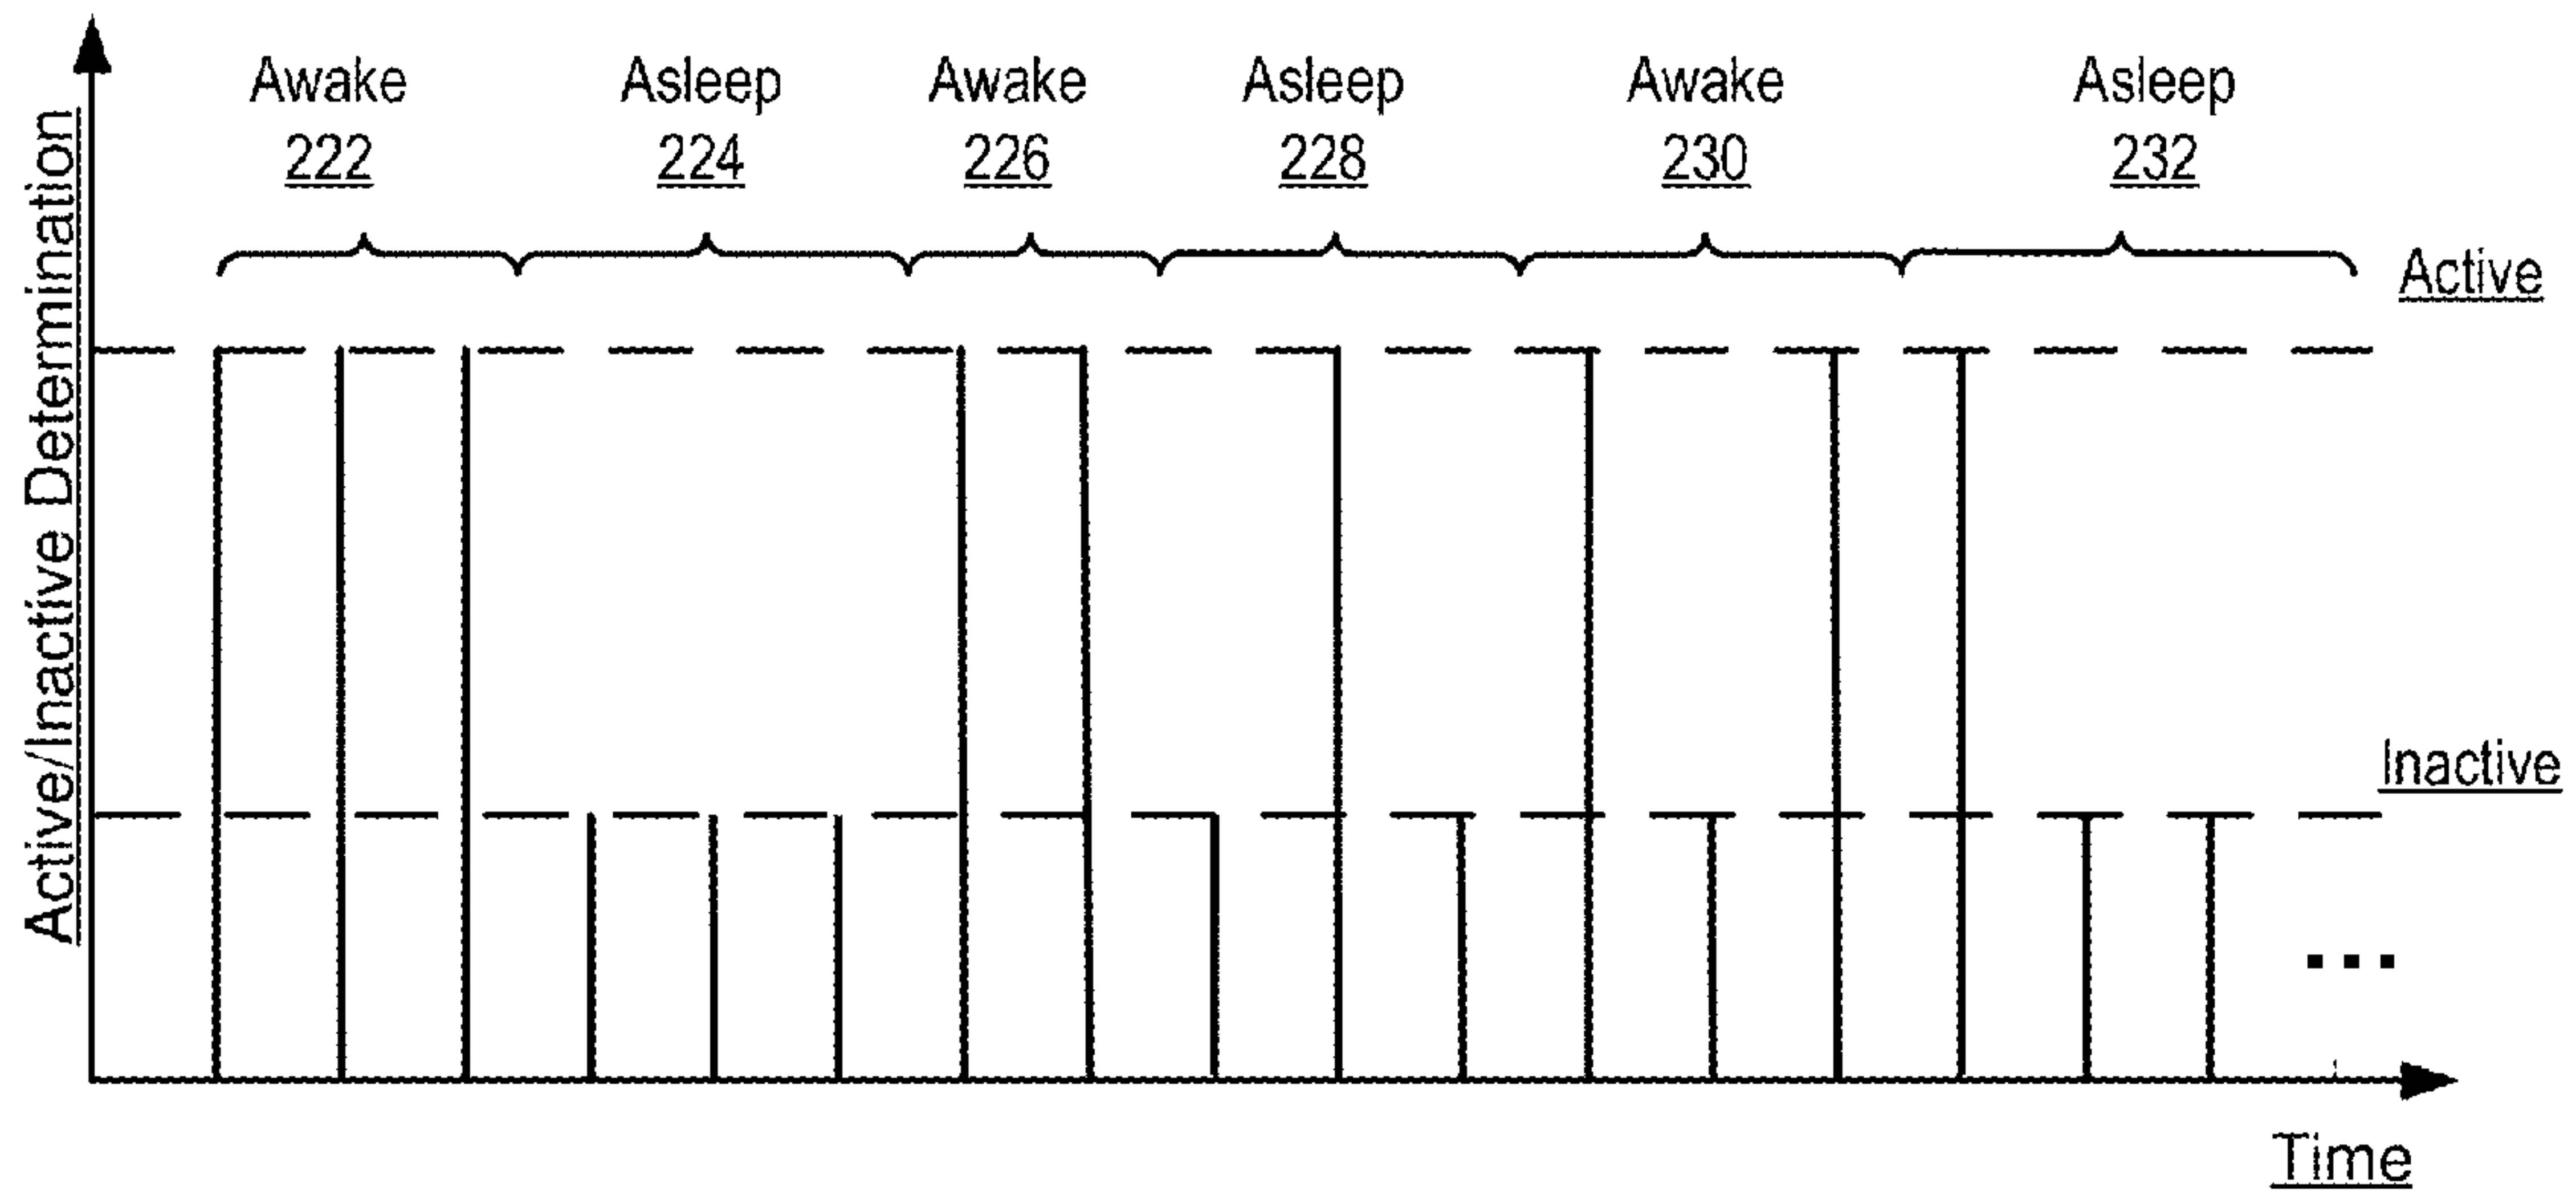 Awake
222
Asleep
224
Awake
226
Asleep
228
Awake
230
Asleep
232
Active
Active/Inactive Determination
Inactive
...
Time